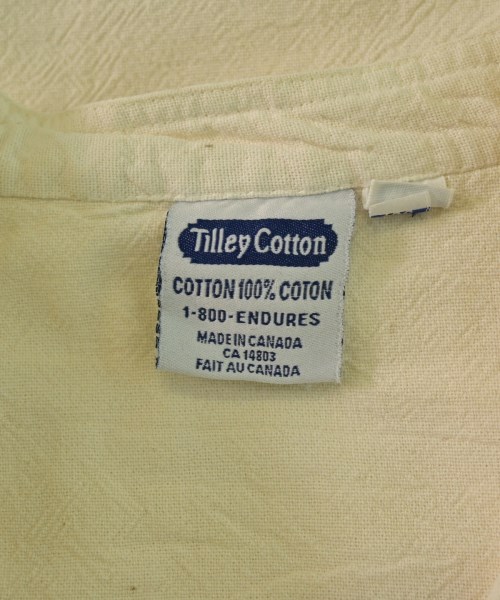 Tilley Cotton
COTTON 100% COTON
1-800-ENDURES
MADE IN CANADA
CA 14803
FAIT AU CANADA